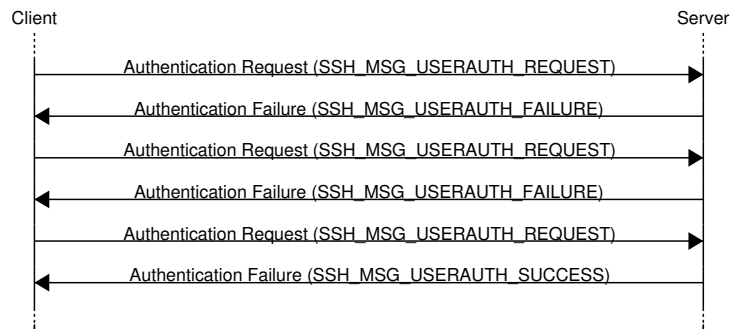 Client
Server
Authentication Request (SSH_MSG_USERAUTH_REQUEST)
Authentication Failure (SSH_MSG_USERAUTH_FAILURE)
Authentication Request (SSH_MSG_USERAUTH_REQUEST)
Authentication Failure (SSH_MSG_USERAUTH_FAILURE)
Authentication Request (SSH_MSG_USERAUTH_REQUEST)
Authentication Failure (SSH_MSG_USERAUTH_SUCCESS)